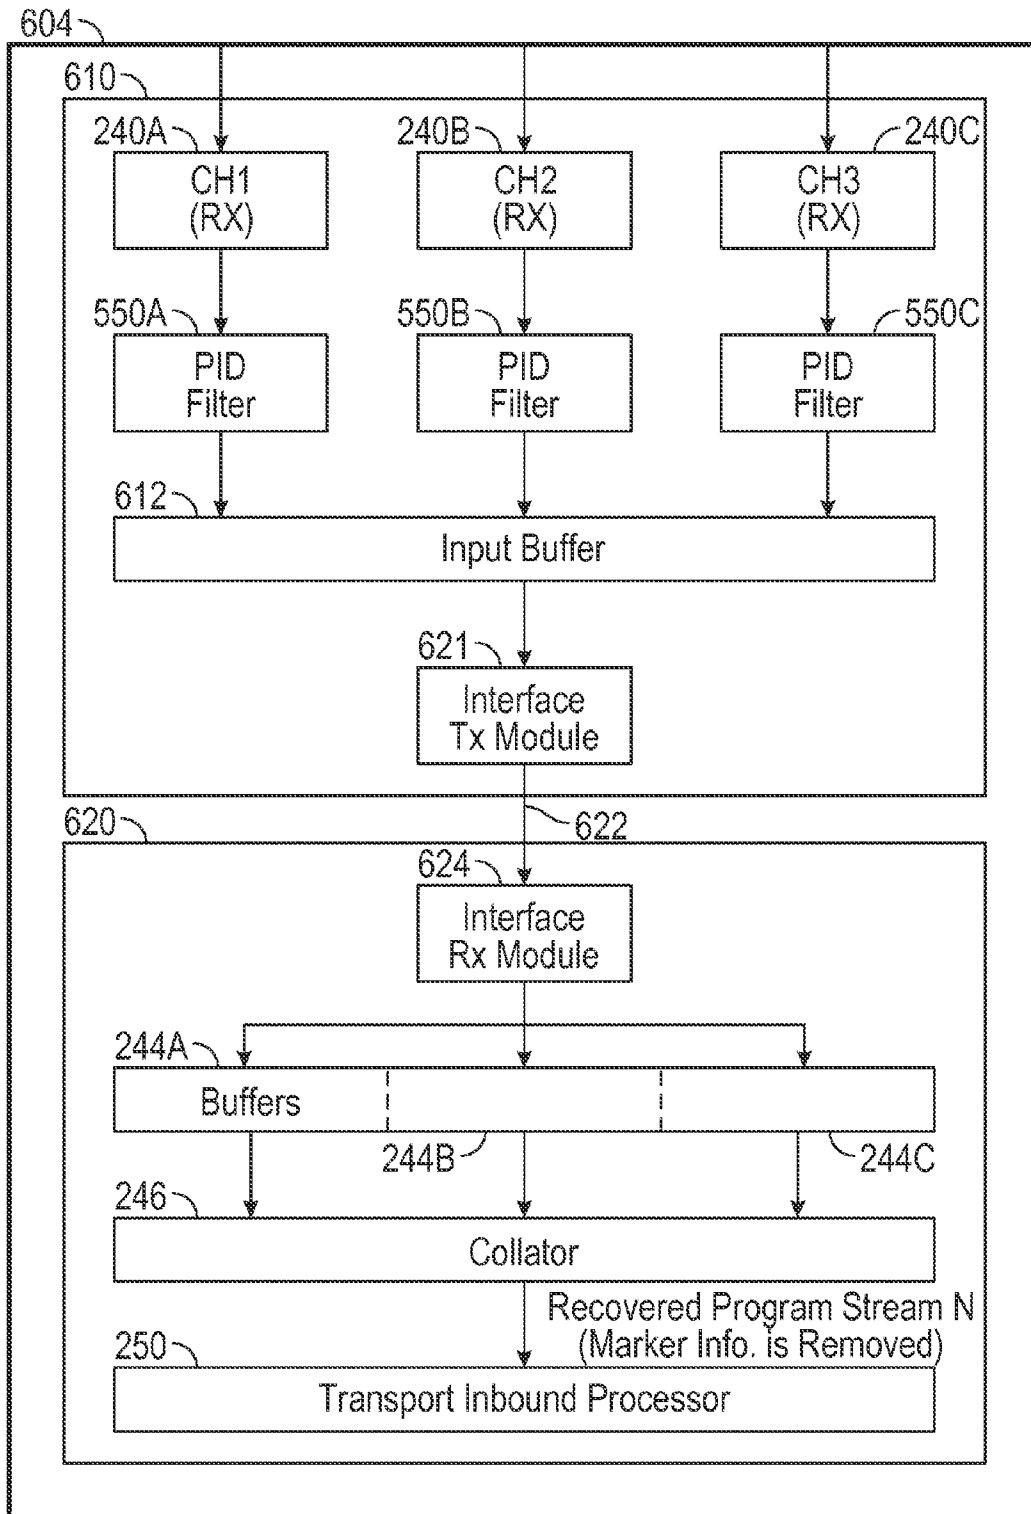 604
610
240A
240B
240C
CH1
(RX)
CH2
(RX)
CH3
(RX)
550A
550B
550C
PID
Filter
PID
Filter
PID
Filter
612
Input Buffer
621
Interface
Tx Module
622
620
624
Interface
Rx Module
244A
Buffers
244B
244C
246
Collator
Recovered Program Stream N
(Marker Info. is Removed)
250
Transport Inbound Processor